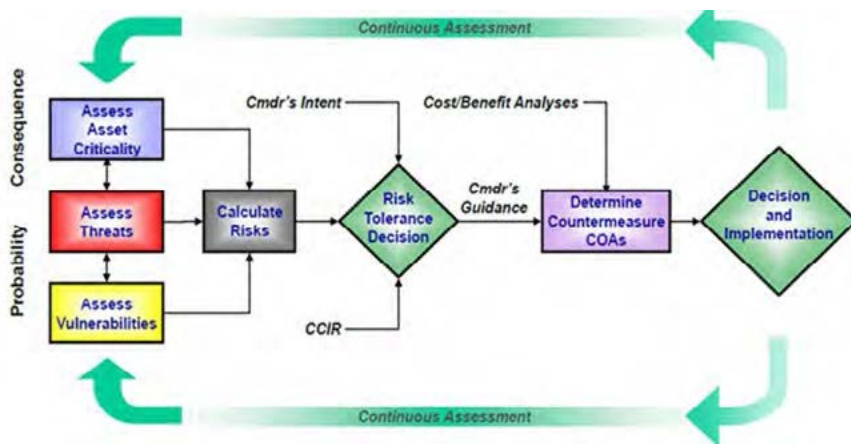 Continuous Assessment
Consequence
Probability
Assess
Asset
Criticality
Assess
Threats
Assess
Vulnerabilities
Calculate
Risks
Cmdr's Intent
Risk
Tolerance
Decision
CCIR
Cmdr's
Guidance
Cost/Benefit Analyses
Determine
Countermeasure
COAs
Decision
and
Implementation
Continuous Assessment